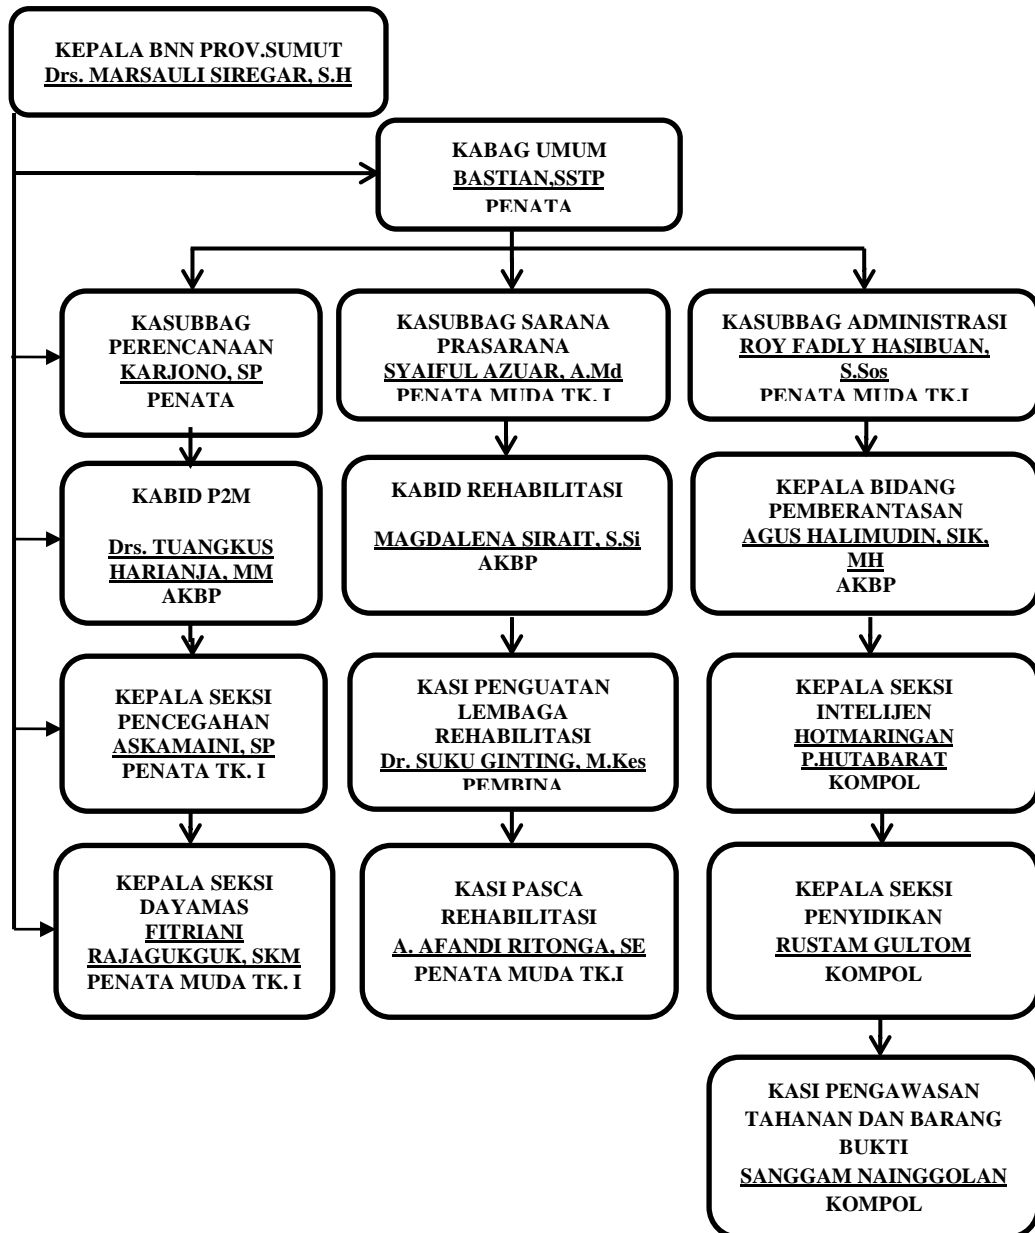 KEPALA BNN PROV.SUMUT
Drs. MARSAULI SIREGAR, S.H
KABAG UMUM
BASTIAN,SSTP
PENATA
KASUBBAG
PERENCANAAN
KARJONO, SP
PENATA
KASUBBAG SARANA
PRASARANA
SYAIFUL AZUAR, A.Md
PENATA MUDA TK. I
KASUBBAG ADMINISTRASI
ROY FADLY HASIBUAN,
S.Sos
PENATA MUDA TK.I
KABID P2M
Drs. TUANGKUS
HARIANJA, MM
AKBP
KABID REHABILITASI
MAGDALENA SIRAIT, S.Si
AKBP
KEPALA BIDANG
PEMBERANTASAN
AGUS HALIMUDIN, SIK,
MH
AKBP
KEPALA SEKSI
PENCEGAHAN
ASKAMAINI, SP
PENATA TK. I
KASI PENGUATAN
LEMBAGA
REHABILITASI
Dr. SUKU GINTING, M.Kes
PEMBINA
KEPALA SEKSI
INTELIJEN
HOTMARINGAN
P.HUTABARAT
KOMPOL
KEPALA SEKSI
DAYAMAS
FITRIANI
RAJAGUKGUK, SKM
PENATA MUDA TK. I
KASI PASCA
REHABILITASI
A. AFANDI RITONGA, SE
PENATA MUDA TK.I
KEPALA SEKSI
PENYIDIKAN
RUSTAM GULTOM
KOMPOL
KASI PENGAWASAN
TAHANAN DAN BARANG
BUKTI
SANGGAM NAINGGOLAN
KOMPOL